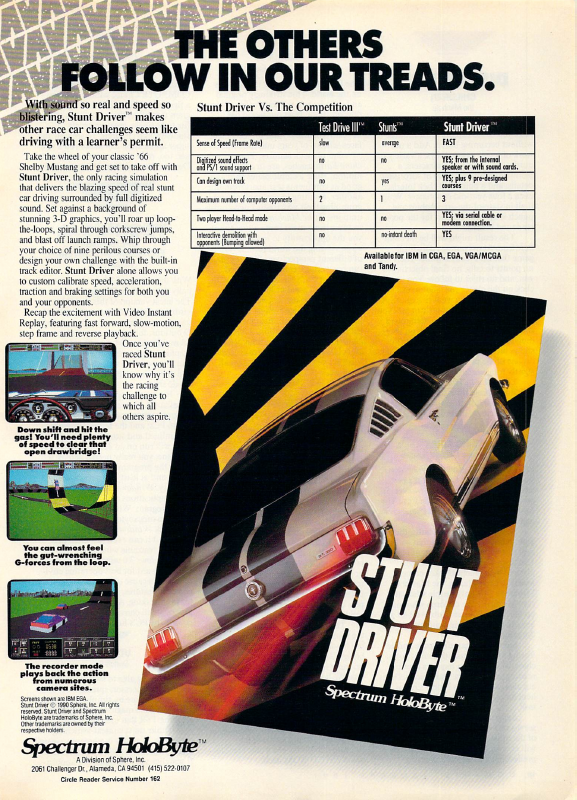 THE OTHERS
FOLLOW IN OUR TREADS.
With sound so real and speed so
blistering, Stunt Driver™ makes
other race car challenges seem like
driving with a learner's permit.
Take the wheel of your classic '66
Shelby Mustang and get set to take off with
Stunt Driver, the only racing simulation
that delivers the blazing speed of real stunt
car driving surrounded by full digitized
sound. Set against a background of
stunning 3-D graphics, you'll roar up loop-
the-loops, spiral through corkscrew jumps,
and blast off launch ramps. Whip through
your choice of nine perilous courses or
design your own challenge with the built-in
track editor. Stunt Driver alone allows you
to custom calibrate speed, acceleration,
traction and braking settings for both you
and your opponents.
Recap the excitement with Video Instant
Replay, featuring fast forward, slow-motion,
step frame and reverse playback.
Once you've
raced Stunt
Driver, you'll
know why it's
the racing
challenge to
which all
others aspire.
Down shift and hit the
gas! You'll need plenty
of speed to clear that
open drawbridge!
You can almost feel
the gut-wrenching
G-forces from the loop.
The recorder mode
plays back the action
from numerous
camera sites.
Screens shown are IBM EGA.
Stunt Driver © 1990 Sphere, Inc. All rights
reserved. Stunt Driver and Spectrum
HoloByte are trademarks of Sphere, Inc.
Other trademarks are owned by their
respective holders.
Spectrum HoloByte™
A Division of Sphere, Inc.
2061 Challenger Dr., Alameda, CA 94501 (415) 522-0107
Circle Reader Service Number 162
Stunt Driver Vs. The Competition
Test Drive III™ Stunts™ Stunt Driver™
Sense of Speed (Frame Rate) slow average FAST
Digitized sound effects
and PS/1 sound support no no YES; from the internal
speaker or with sound cards.
Can design own track no yes YES; plus 9 pre-designed
courses
Maximum number of computer opponents 2 1 3
Two player Head-to-Head mode no no YES; via serial cable or
modem connection.
Interactive demolition with
opponents (Bumping allowed) no no-instant death YES
Available for IBM in CGA, EGA, VGA/MCGA
and Tandy.
STUNT
DRIVER™
Spectrum HoloByte™